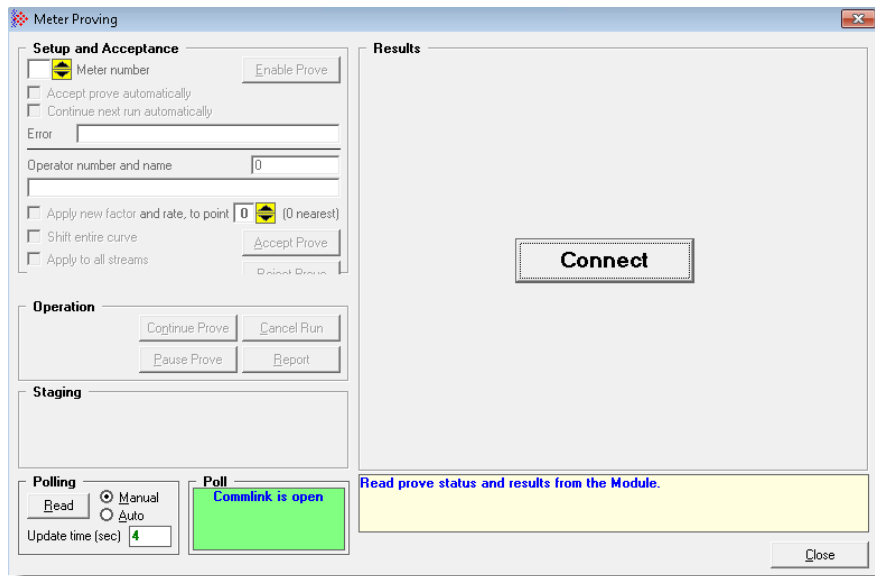 Meter Proving
Setup and Acceptance
Meter number
Enable Prove
Accept prove automatically
Continue next run automatically
Error
Operator number and name 0
Apply new factor and rate, to point 0 (0 nearest)
Shift entire curve
Accept Prove
Apply to all streams
Reject Prove
Operation
Continue Prove Cancel Run
Pause Prove Report
Staging
Polling
Read
Manual
Auto
Update time (sec) 4
Poll
Commlink is open
Results
Connect
Read prove status and results from the Module.
Close